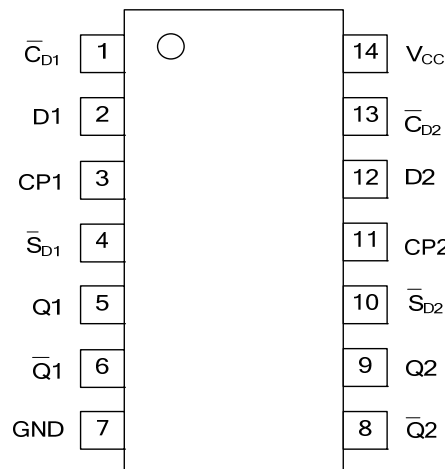 C̅D1 1 14 VCC
D1 2 13 C̅D2
CP1 3 12 D2
S̅D1 4 11 CP2
Q1 5 10 S̅D2
Q̅1 6 9 Q2
GND 7 8 Q̅2